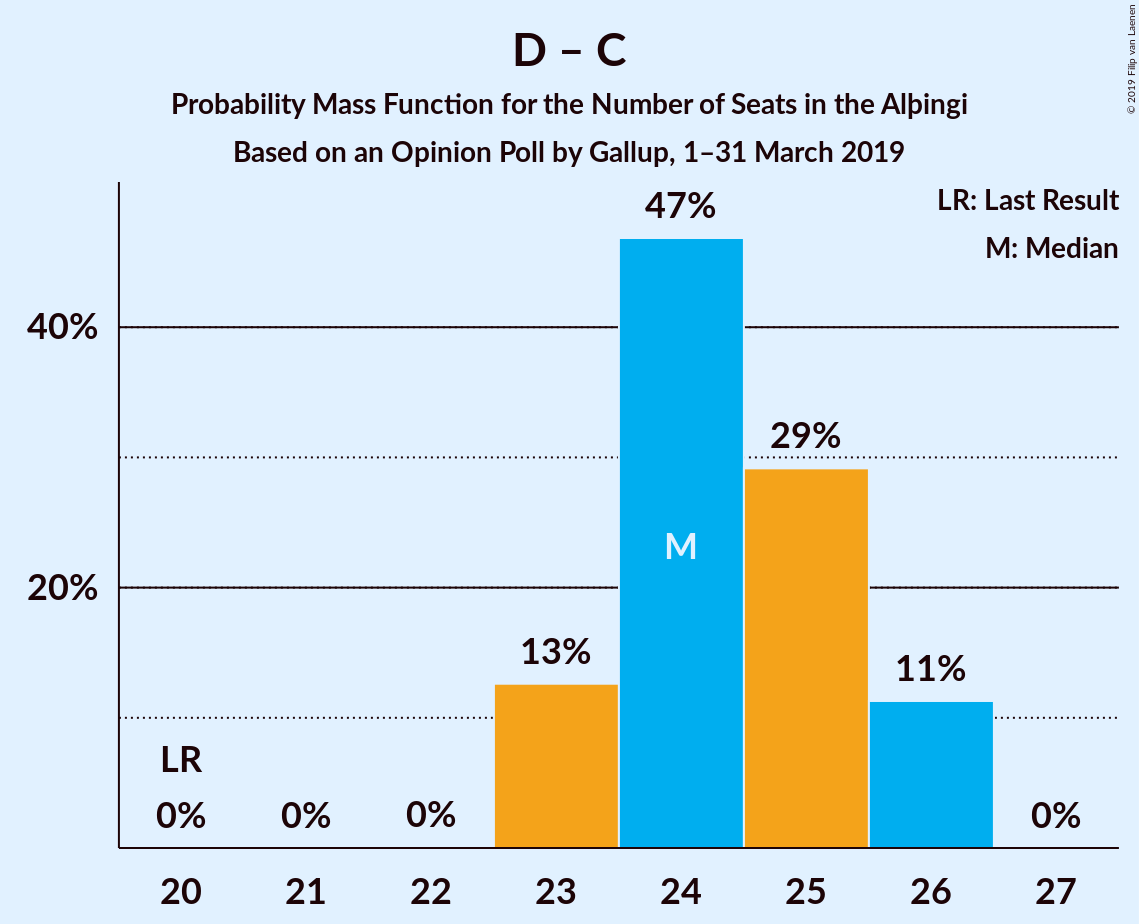 D – C
Probability Mass Function for the Number of Seats in the Alþingi
Based on an Opinion Poll by Gallup, 1–31 March 2019
© 2019 Filip van Laenen
LR: Last Result
M: Median
47%
40%
29%
M
20%
13%
11%
LR
0%
0%
0%
0%
20
21
22
23
24
25
26
27